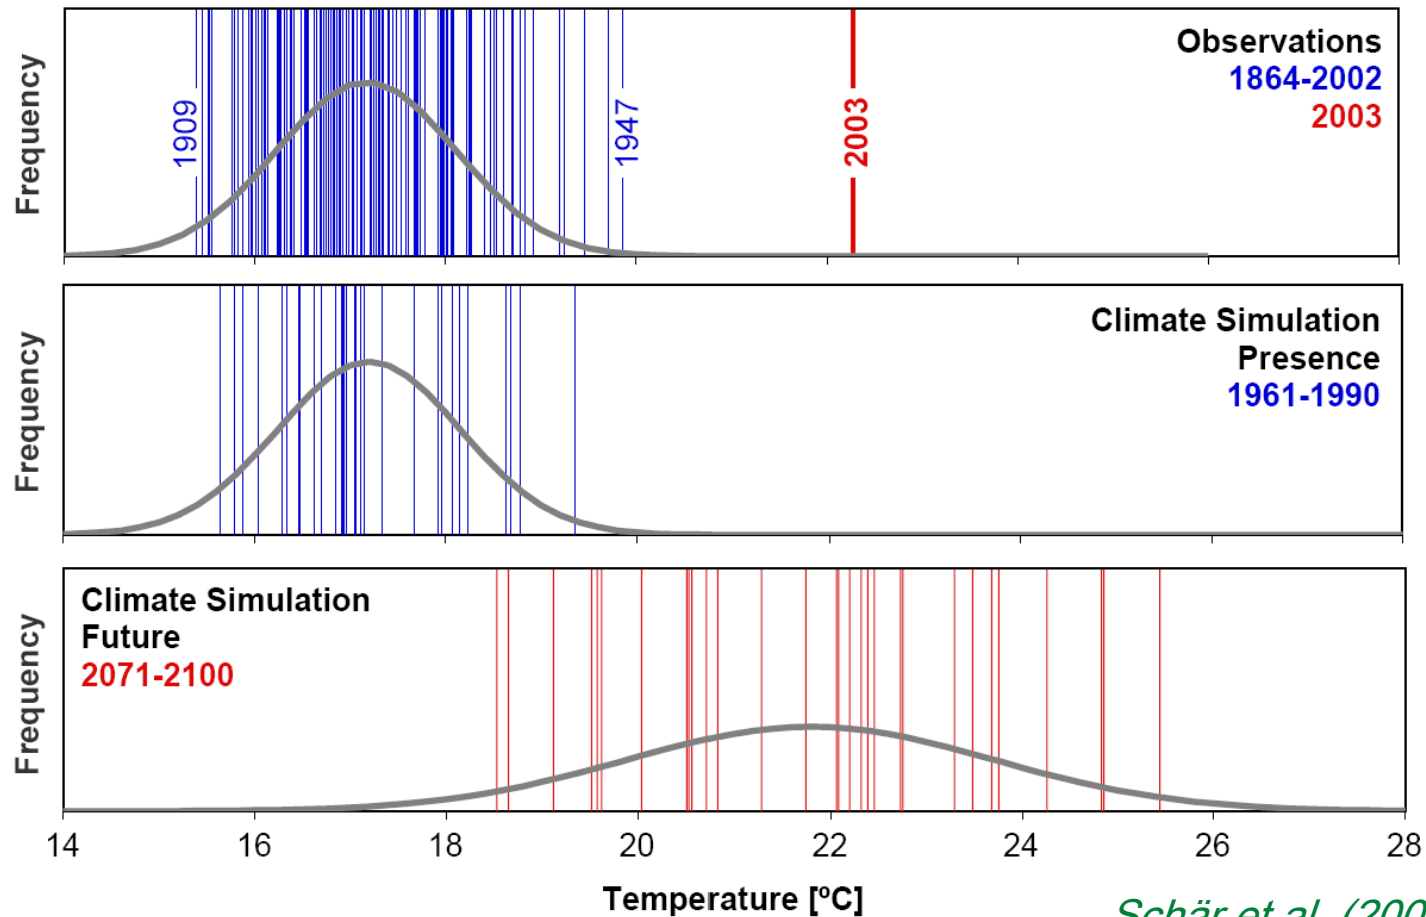 Frequency
1909
1947
2003
Observations
1864-2002
2003
Frequency
Climate Simulation
Presence
1961-1990
Frequency
Climate Simulation
Future
2071-2100
14 16 18 20 22 24 26 28
Temperature [ºC]
Schär et al. (200